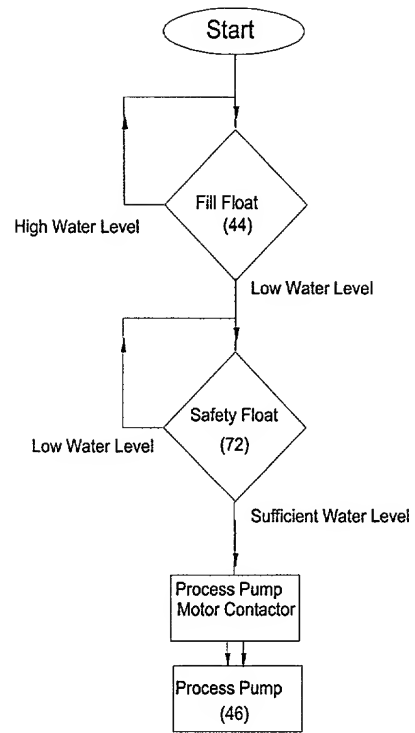 Start
Fill Float
(44)
High Water Level
Low Water Level
Safety Float
(72)
Low Water Level
Sufficient Water Level
Process Pump
Motor Contactor
Process Pump
(46)